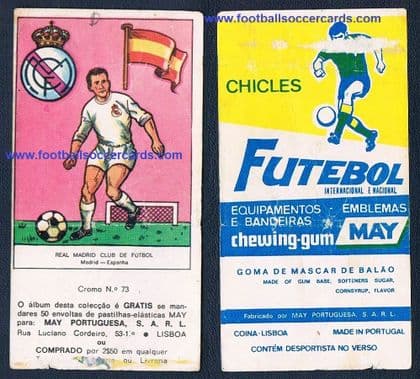 www.footballsoccercards.com
www.footballsoccercards.com
REAL MADRID CLUB DE FUTBOL
Madrid — Espanha
Cromo N.º 73
O álbum desta colecção é GRATIS se man-
dares 50 envoltas de pastilhas-elásticas MAY
para: MAY PORTUGUESA, S. A. R. L.
Rua Luciano Cordeiro, 53-1.º ● LISBOA
ou
COMPRADO por 2$50 em qualquer
ou Livraria
CHICLES
FUTEBOL
INTERNACIONAL E NACIONAL
EQUIPAMENTOS - EMBLEMAS
E BANDEIRAS
chewing-gum MAY
GOMA DE MASCAR DE BALÃO
MADE OF GUM BASE, SOFTENERS SUGAR,
CORNSYRUP, FLAVOR
Fabricado por MAY PORTUGUESA, S. A. R. L.
COINA-LISBOA MADE IN PORTUGAL
CONTÉM DESPORTISTA NO VERSO